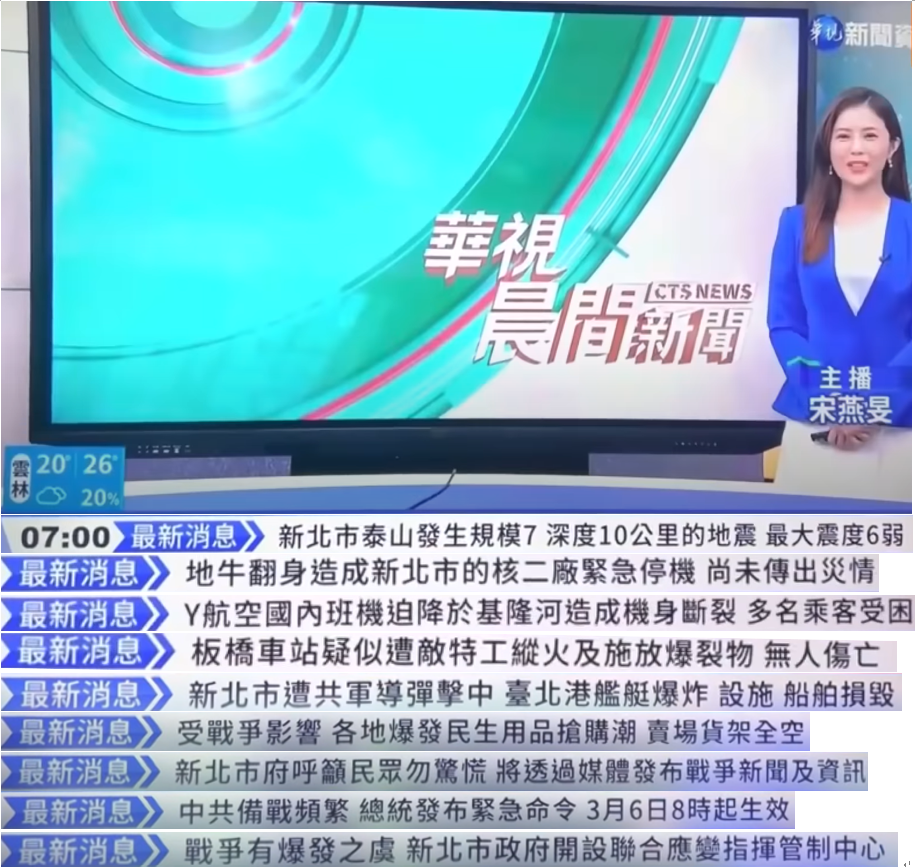 華視 新聞資
華視
晨間新聞
CTS NEWS
主播
宋燕旻
雲林 20° 26°
20%
07:00 最新消息 新北市泰山發生規模7 深度10公里的地震 最大震度6弱
最新消息 地牛翻身造成新北市的核二廠緊急停機 尚未傳出災情
最新消息 Y航空國內班機迫降於基隆河造成機身斷裂 多名乘客受困
最新消息 板橋車站疑似遭敵特工縱火及施放爆裂物 無人傷亡
最新消息 新北市遭共軍導彈擊中 臺北港艦艇爆炸 設施 船舶損毀
最新消息 受戰爭影響 各地爆發民生用品搶購潮 賣場貨架全空
最新消息 新北市府呼籲民眾勿驚慌 將透過媒體發布戰爭新聞及資訊
最新消息 中共備戰頻繁 總統發布緊急命令 3月6日8時起生效
最新消息 戰爭有爆發之虞 新北市政府開設聯合應變指揮管制中心